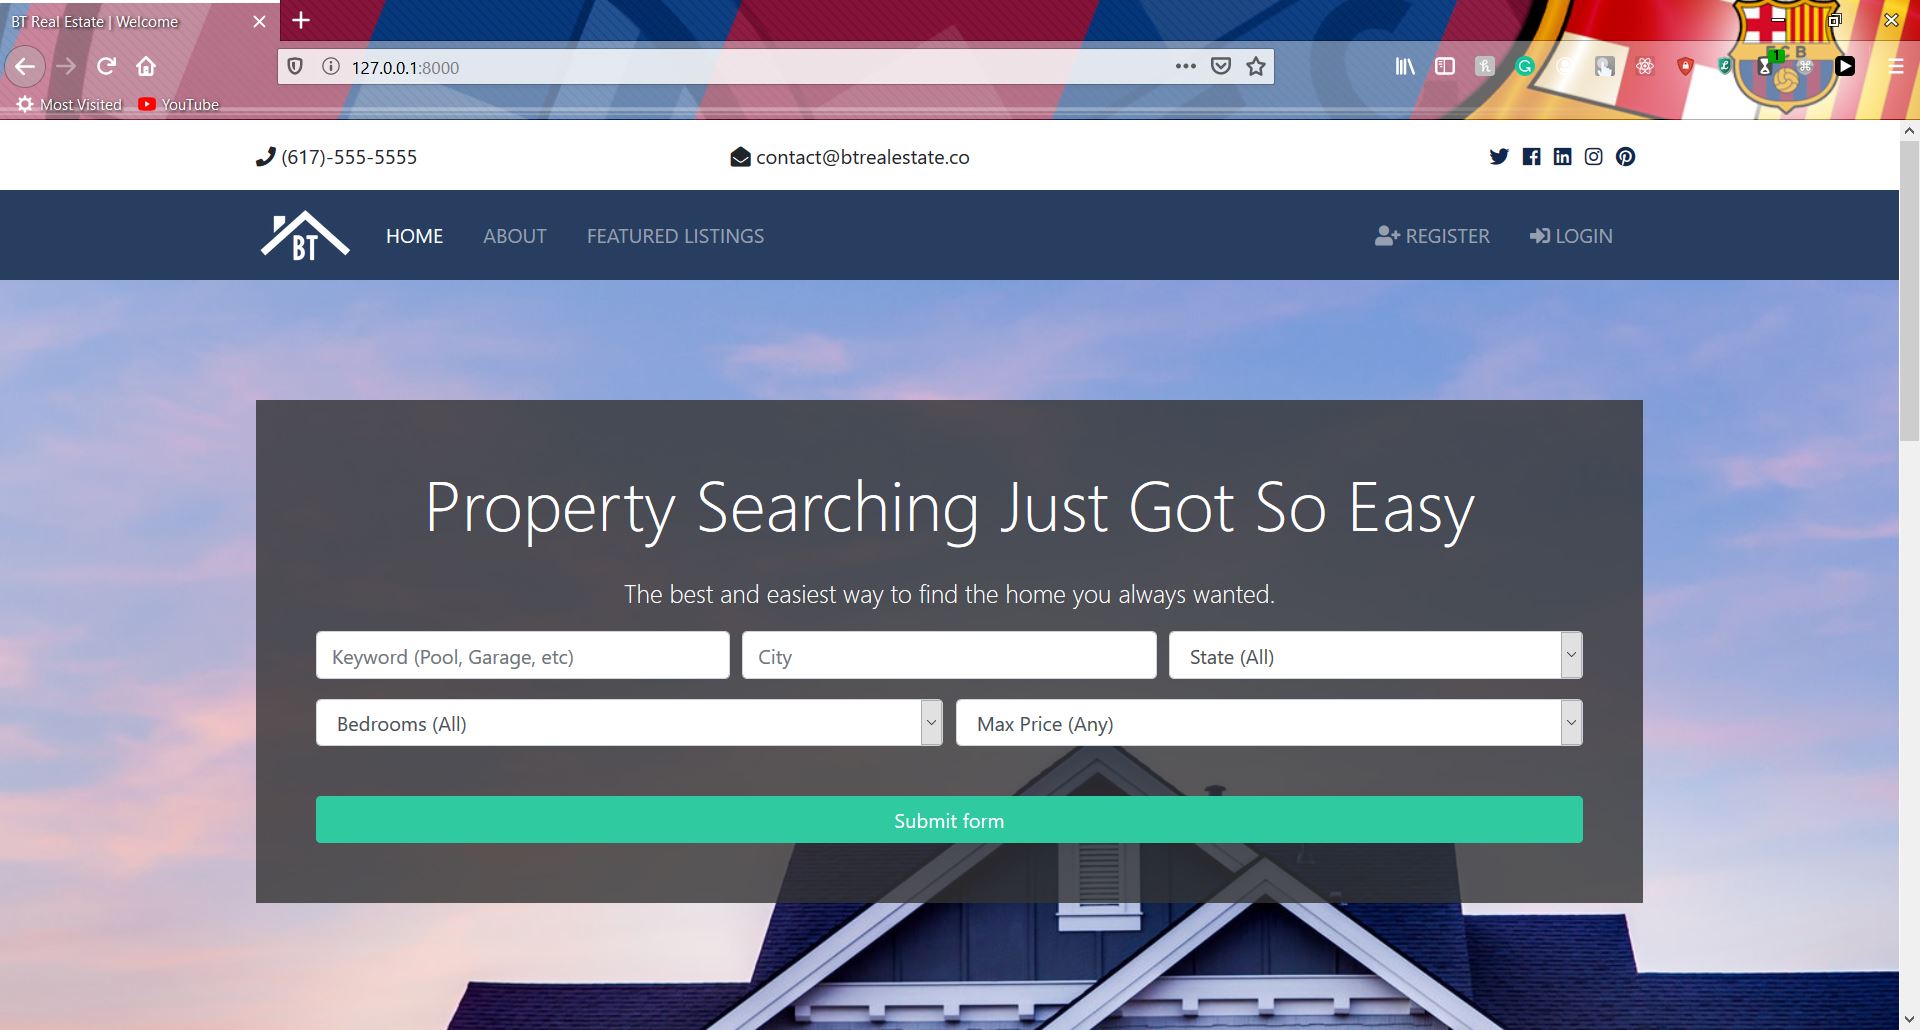 BT Real Estate | Welcome
127.0.0.1:8000
1
FCB
Most Visited YouTube
(617)-555-5555 contact@btrealestate.co
BT HOME ABOUT FEATURED LISTINGS REGISTER LOGIN
Property Searching Just Got So Easy
The best and easiest way to find the home you always wanted.
Keyword (Pool, Garage, etc) City State (All)
Bedrooms (All) Max Price (Any)
Submit form